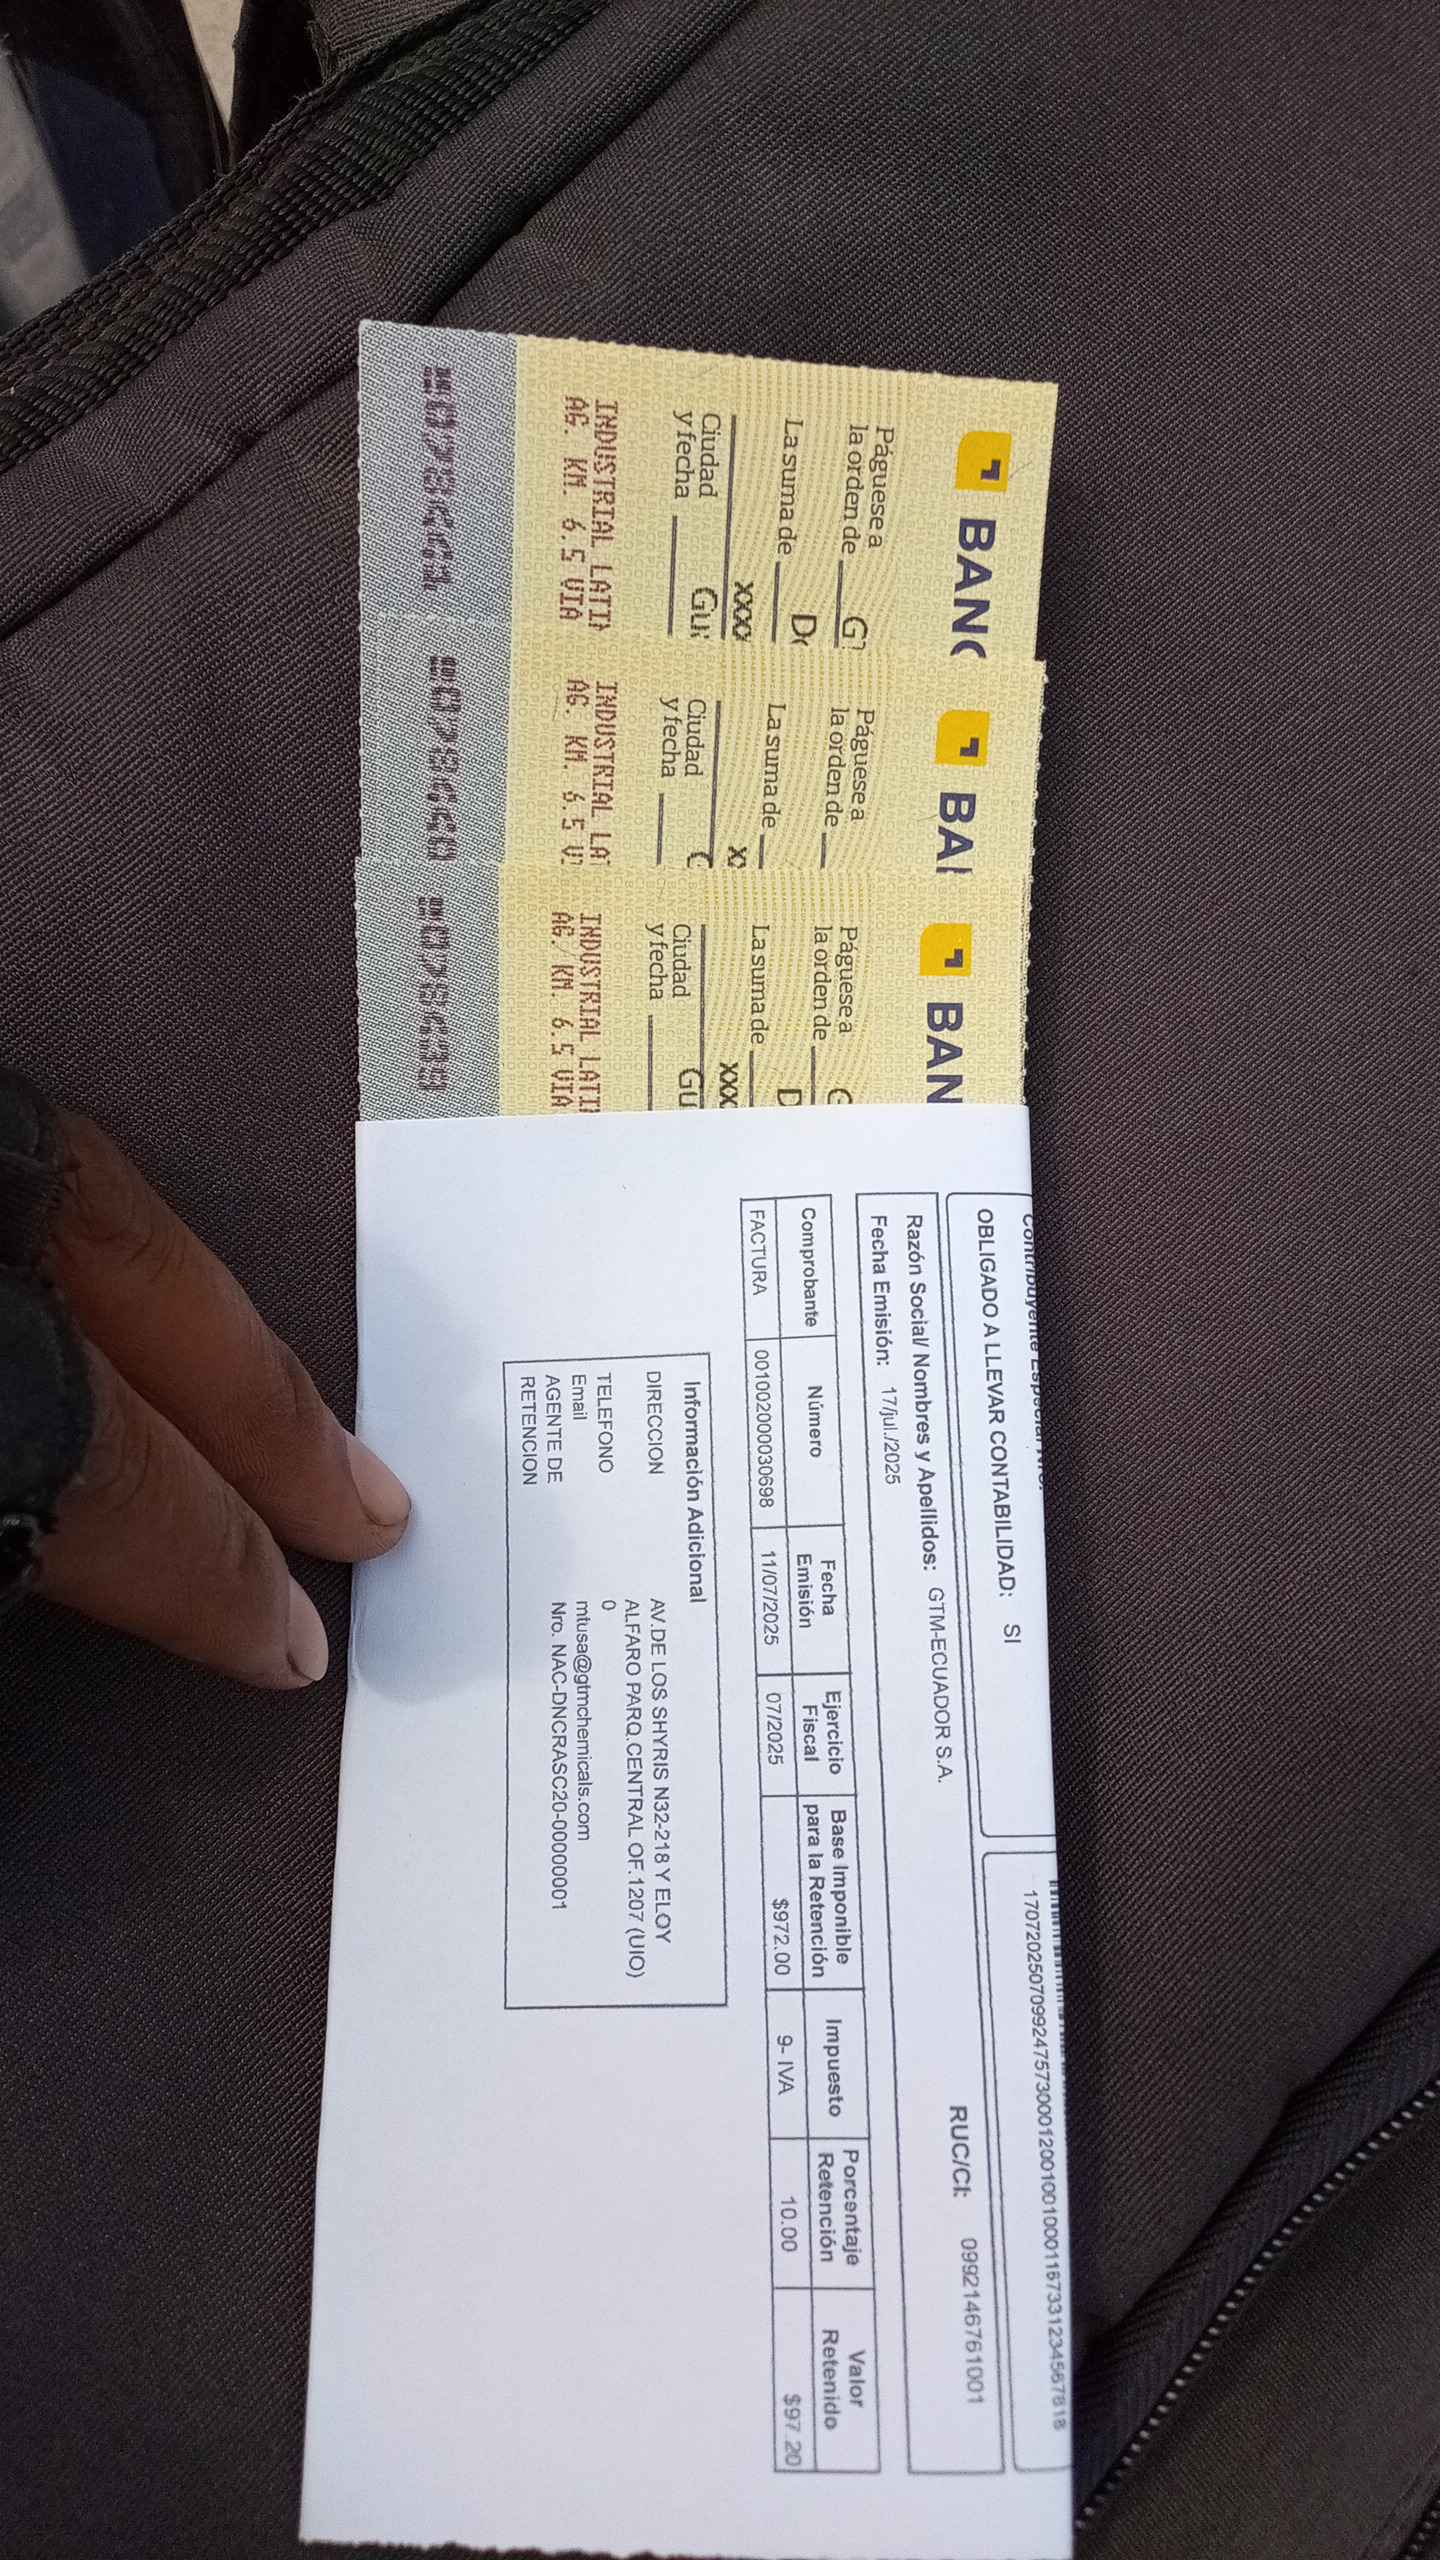 BANC
Páguese a
la orden de
La suma de
XXXX
Ciudad
y fecha
INDUSTRIAL
AG. KM. 6.5 VIA
BAN
Páguese a
la orden de
La suma de
Ciudad
y fecha
INDUSTRIAL
AG. KM. 6.5
BAN
Páguese a
la orden de
La suma de
XXX
Ciudad
y fecha
INDUSTRIAL
AG. KM. 6.5 VIA
OBLIGADO A LLEVAR CONTABILIDAD: SI
Razón Social/ Nombres y Apellidos: GTM-ECUADOR S.A. RUC/CI: 0992146761001
Fecha Emisión: 17/jul./2025
Comprobante Número Fecha Emisión Ejercicio Fiscal Base Imponible para la Retención Impuesto Porcentaje Retención Valor Retenido
FACTURA 001002000030698 11/07/2025 07/2025 $972.00 9- IVA 10.00 $97.20
Información Adicional
DIRECCION AV.DE LOS SHYRIS N32-218 Y ELOY
ALFARO PARQ.CENTRAL OF.1207 (UIO)
TELEFONO 0
Email mtusa@gtmchemicals.com
AGENTE DE Nro. NAC-DNCRASC20-00000001
RETENCION